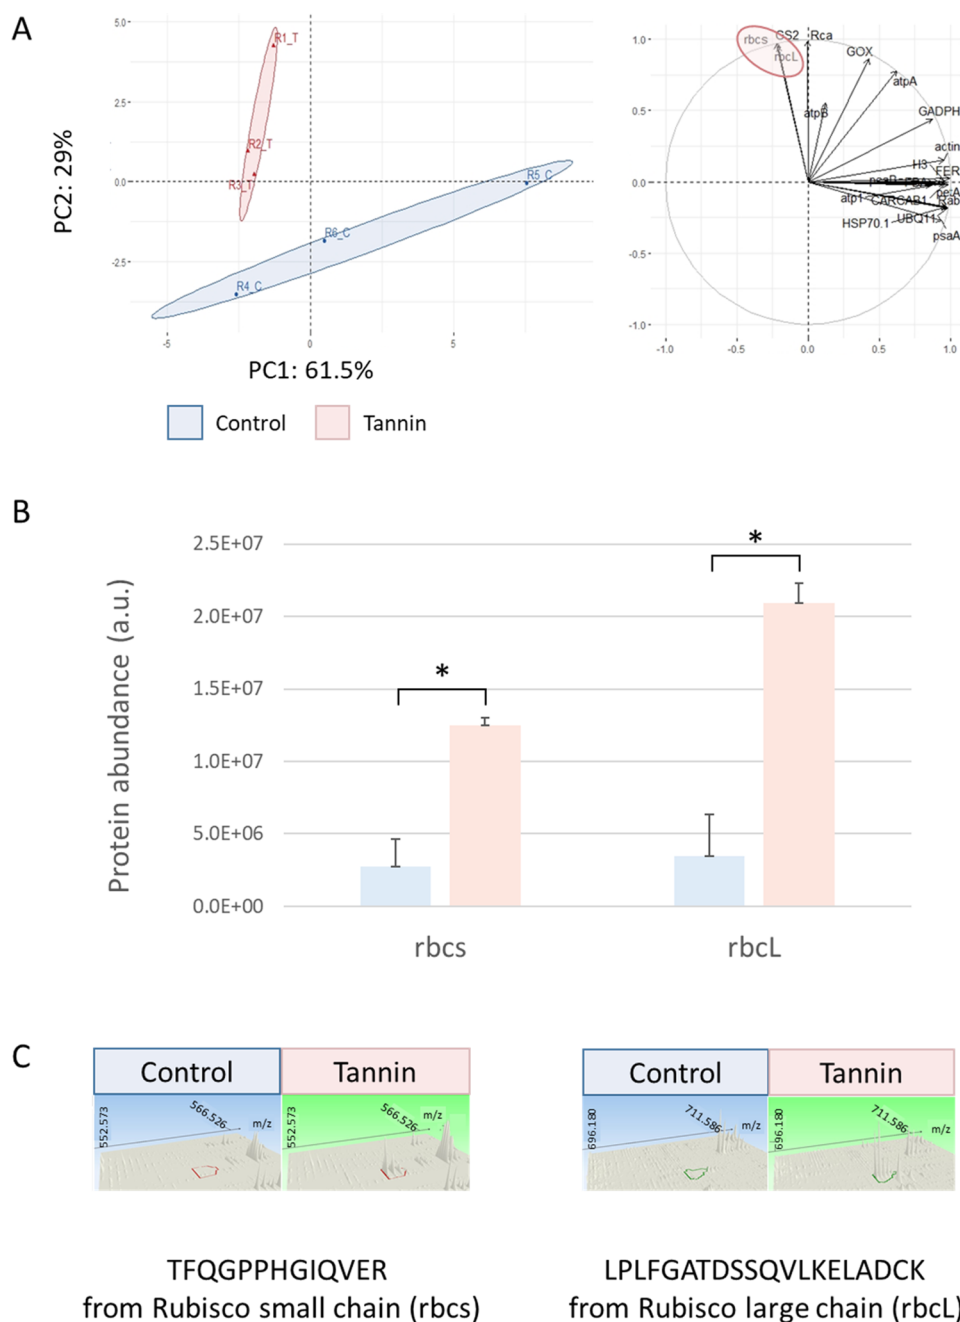 A
5.0
2.5
0.0
-2.5
-5
0
5
PC2: 29%
PC1: 61.5%
R1_T
R2_T
R3_T
R4_C
R5_C
R6_C
Control
Tannin
1.0
0.5
0.0
-0.5
-1.0
-1.0
-0.5
0.0
0.5
1.0
rbcs
GS2
Rca
rbcL
GOX
atpA
atpB
GADPH
actin
H3
FER
petA
atp1
CARCAB1
Rab
HSP70.1
UBQ11
psaA
B
Protein abundance (a.u.)
2.5E+07
2.0E+07
1.5E+07
1.0E+07
5.0E+06
0.0E+00
*
*
rbcs
rbcL
C
Control
Tannin
552.573
566.526
m/z
552.573
566.526
m/z
Control
Tannin
696.180
711.586
m/z
696.180
711.586
m/z
TFQGPPHGIQVER
from Rubisco small chain (rbcs)
LPLFGATDSSQVLKELADCK
from Rubisco large chain (rbcL)